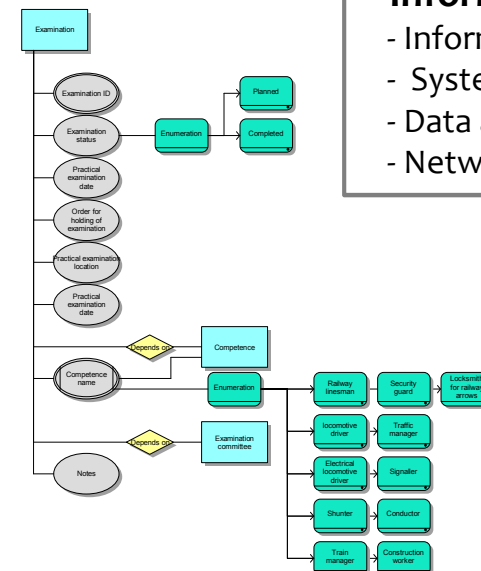 Examination
- Inform
- Syste
- Data
- Netw
Examination ID
Examination
status
Enumeration
Planned
Completed
Practical
examination
date
Order for
holding of
examination
Practical examination
location
Practical
examination
date
Depends on
Competence
Competence
name
Enumeration
Railway
linesman
Security
guard
Locksmith
for railway
arrows
locomotive
driver
Traffic
manager
Depends on
Examination
committee
Electrical
locomotive
driver
Signaller
Notes
Shunter
Conductor
Train
manager
Construction
worker